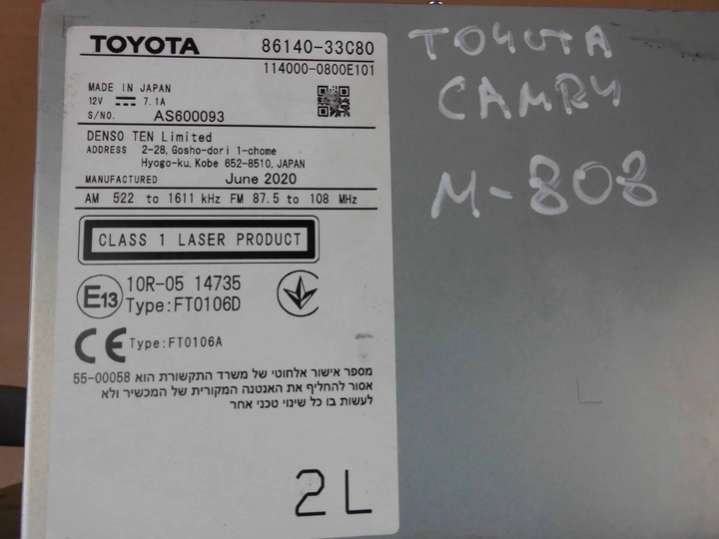 TOYOTA 86140-33C80
114000-0800E101
MADE IN JAPAN
12V ⎓ 7.1A
S/NO. AS600093
DENSO TEN Limited
ADDRESS 2-28, Gosho-dori 1-chome
Hyogo-ku, Kobe 652-8510, JAPAN
MANUFACTURED June 2020
AM 522 to 1611 kHz FM 87.5 to 108 MHz
CLASS 1 LASER PRODUCT
E13 10R-05 14735
Type:FT0106D
CE Type:FT0106A
מספר אישור אלחוטי של משרד התקשורת הוא 55-00058
אסור להחליף את האנטנה המקורית של המכשיר ולא
לעשות בו כל שינוי טכני אחר
2L
TOYOTA
CAMRY
M-808